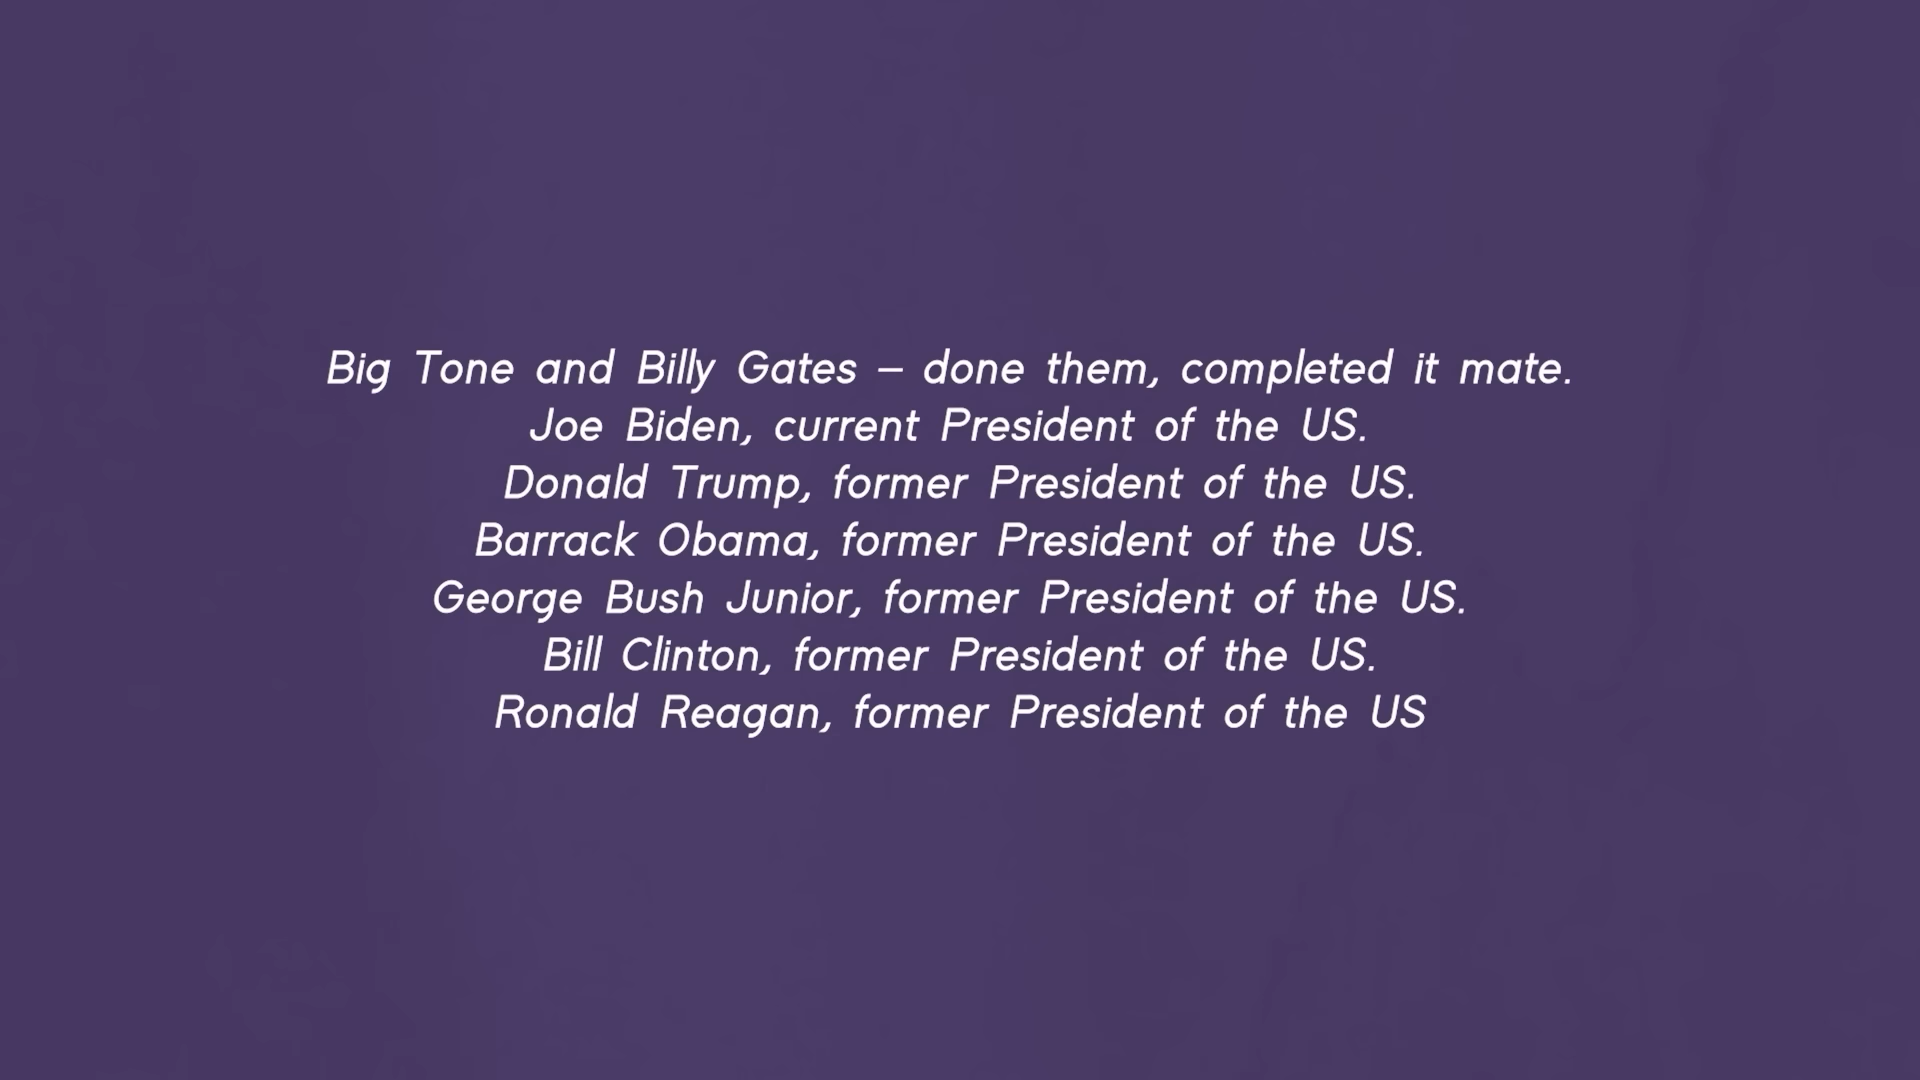 Big Tone and Billy Gates – done them, completed it mate.
Joe Biden, current President of the US.
Donald Trump, former President of the US.
Barrack Obama, former President of the US.
George Bush Junior, former President of the US.
Bill Clinton, former President of the US.
Ronald Reagan, former President of the US